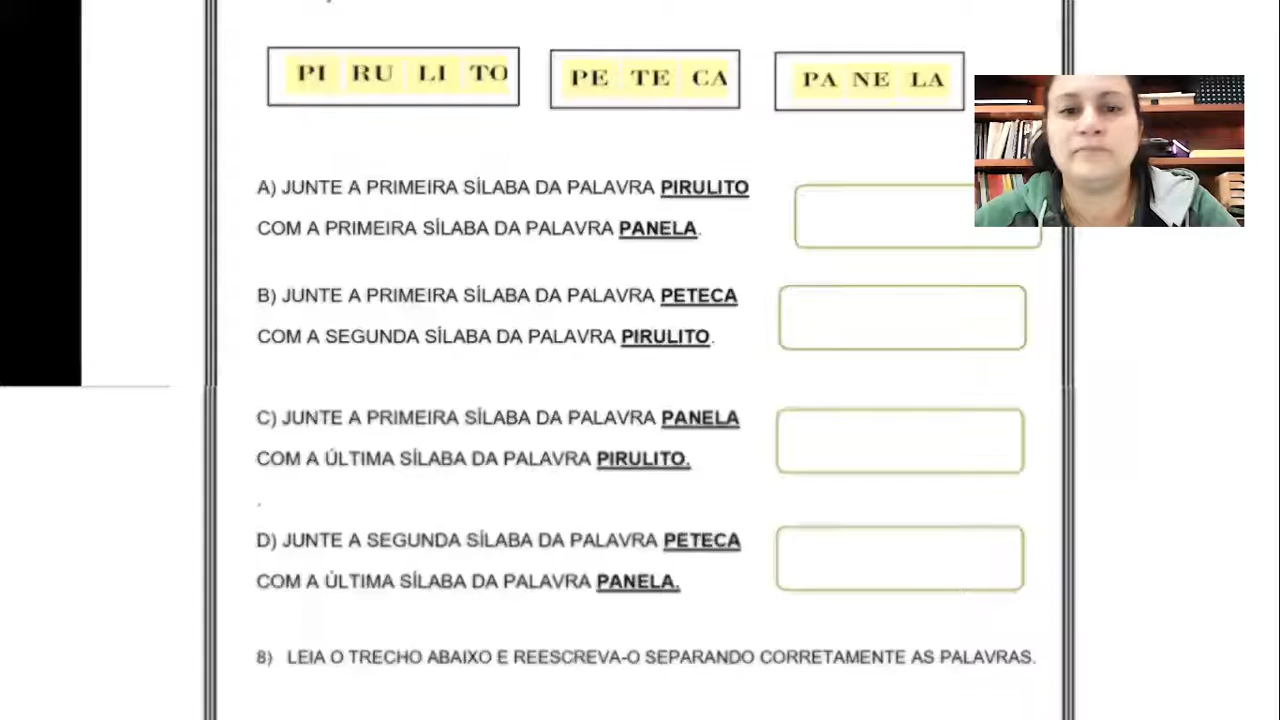 PI RU LI TO
PE TE CA
PA NE LA
A) JUNTE A PRIMEIRA SÍLABA DA PALAVRA PIRULITO
COM A PRIMEIRA SÍLABA DA PALAVRA PANELA.
B) JUNTE A PRIMEIRA SÍLABA DA PALAVRA PETECA
COM A SEGUNDA SÍLABA DA PALAVRA PIRULITO.
C) JUNTE A PRIMEIRA SÍLABA DA PALAVRA PANELA
COM A ÚLTIMA SÍLABA DA PALAVRA PIRULITO.
.
D) JUNTE A SEGUNDA SÍLABA DA PALAVRA PETECA
COM A ÚLTIMA SÍLABA DA PALAVRA PANELA.
8) LEIA O TRECHO ABAIXO E REESCREVA-O SEPARANDO CORRETAMENTE AS PALAVRAS.